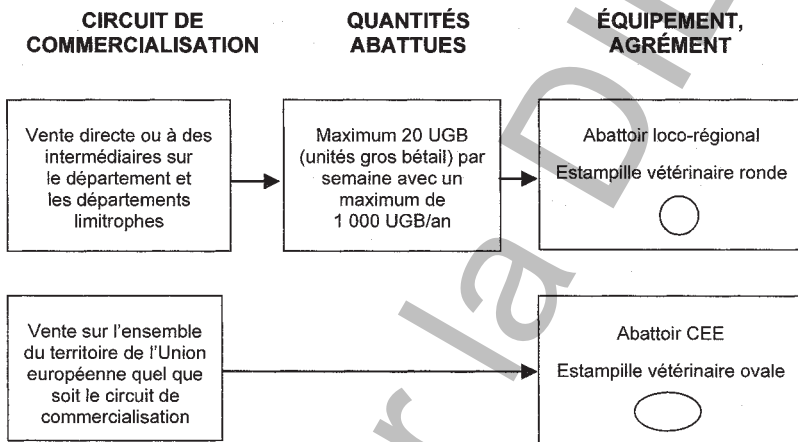 CIRCUIT DE
COMMERCIALISATION
QUANTITÉS
ABATTUES
ÉQUIPEMENT,
AGRÉMENT
Vente directe ou à des
intermédiaires sur
le département et
les départements
limitrophes
Maximum 20 UGB
(unités gros bétail) par
semaine avec un
maximum de
1 000 UGB/an
Abattoir loco-régional
Estampille vétérinaire ronde
Vente sur l'ensemble
du territoire de l'Union
européenne quel que
soit le circuit de
commercialisation
Abattoir CEE
Estampille vétérinaire ovale